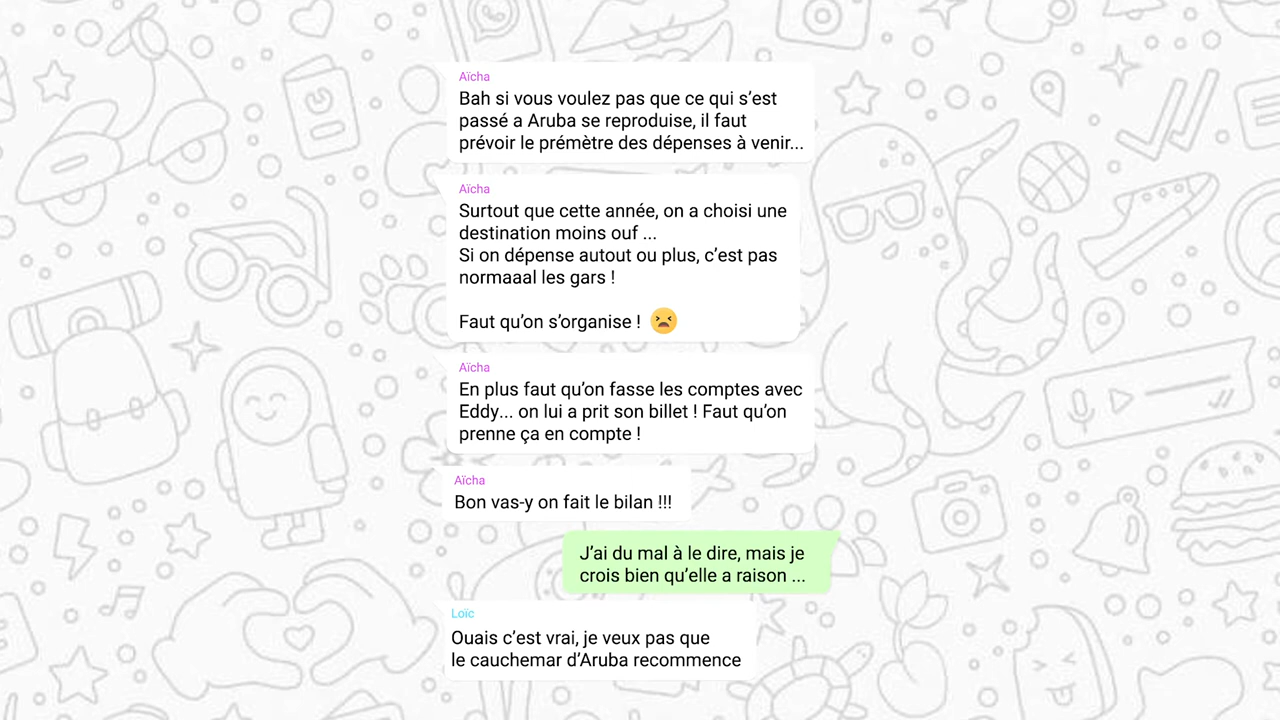 Aïcha
Bah si vous voulez pas que ce qui s’est
passé a Aruba se reproduise, il faut
prévoir le prémètre des dépenses à venir...
Aïcha
Surtout que cette année, on a choisi une
destination moins ouf ...
Si on dépense autout ou plus, c’est pas
normaaal les gars !
Faut qu’on s’organise ! 😣
Aïcha
En plus faut qu’on fasse les comptes avec
Eddy... on lui a prit son billet ! Faut qu’on
prenne ça en compte !
Aïcha
Bon vas-y on fait le bilan !!!
J’ai du mal à le dire, mais je
crois bien qu’elle a raison ...
Loïc
Ouais c’est vrai, je veux pas que
le cauchemar d’Aruba recommence